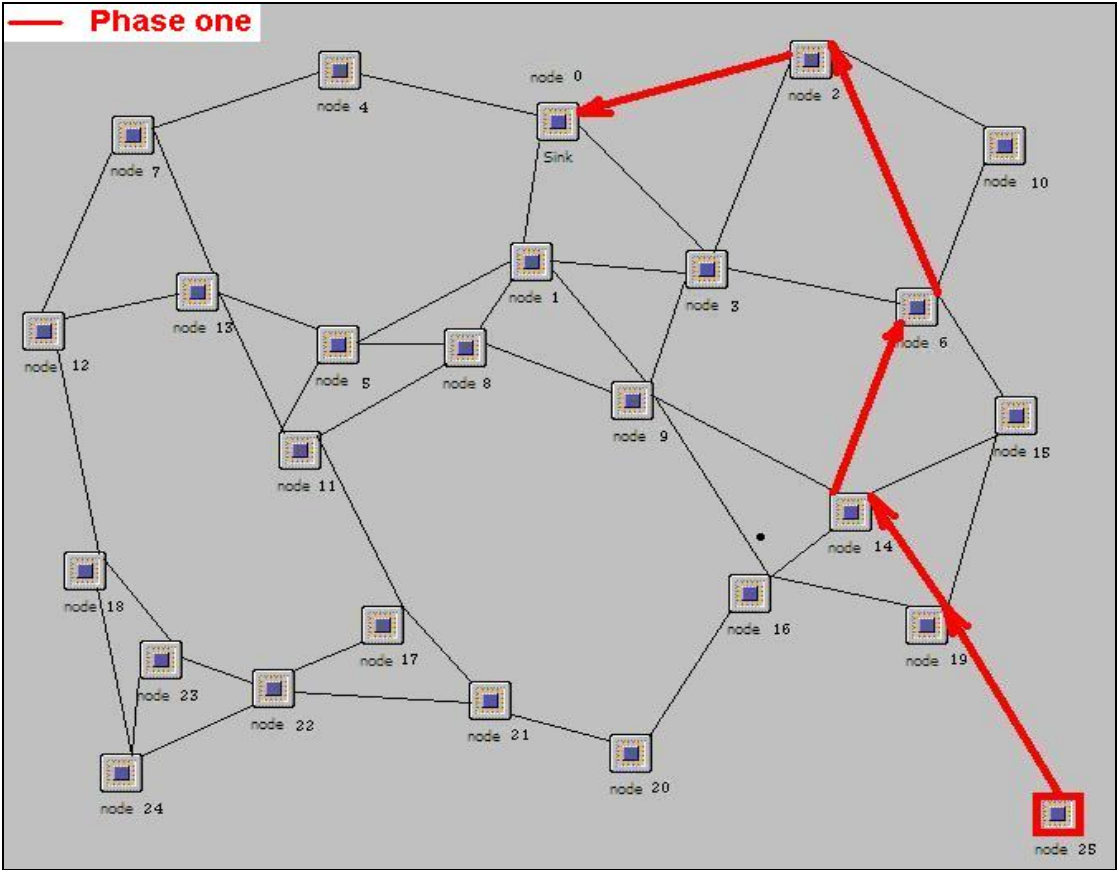 Phase one
node 4
node 0
Sink
node 2
node 7
node 10
node 1
node 3
node 13
node 6
node 12
node 5
node 8
node 9
node 15
node 11
node 14
node 18
node 16
node 17
node 19
node 23
node 22
node 21
node 20
node 24
node 25